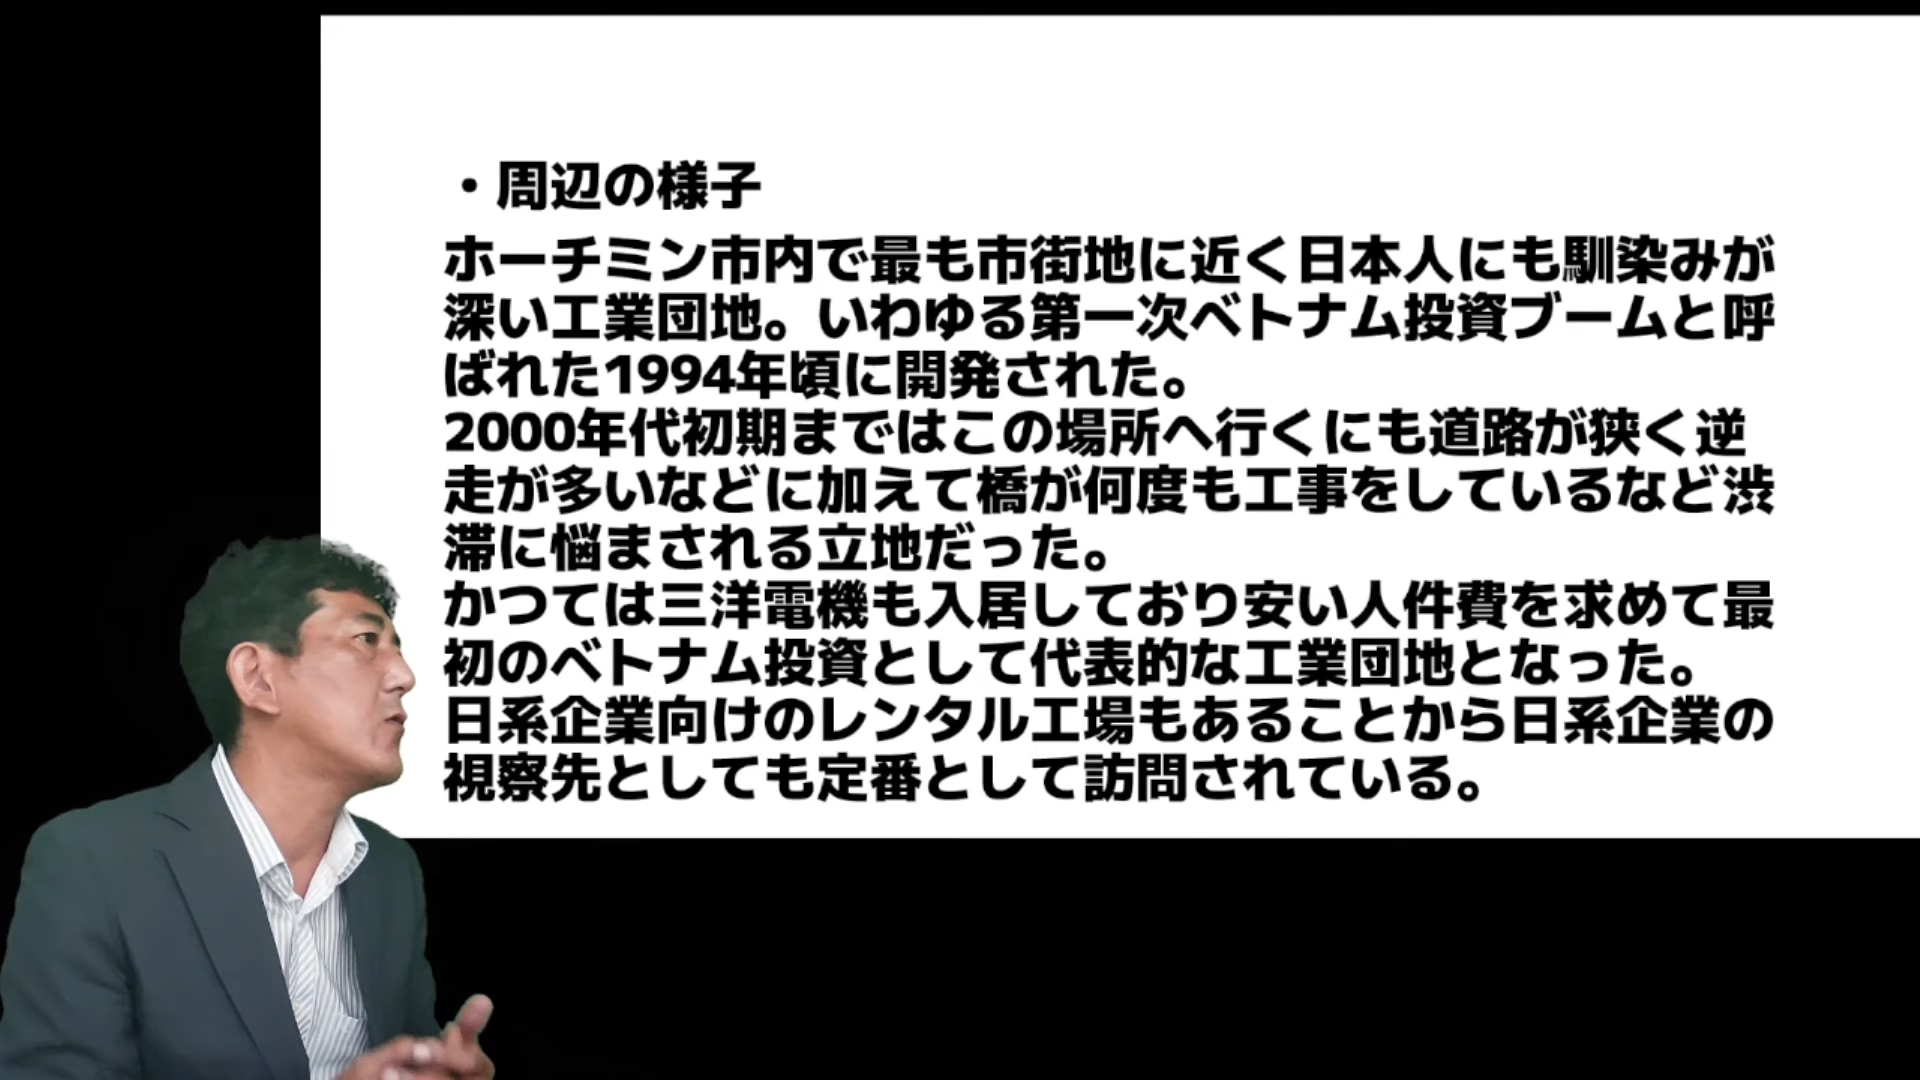 ・周辺の様子
ホーチミン市内で最も市街地に近く日本人にも馴染みが
深い工業団地。いわゆる第一次ベトナム投資ブームと呼
ばれた1994年頃に開発された。
2000年代初期まではこの場所へ行くにも道路が狭く逆
走が多いなどに加えて橋が何度も工事をしているなど渋
滞に悩まされる立地だった。
かつては三洋電機も入居しており安い人件費を求めて最
初のベトナム投資として代表的な工業団地となった。
日系企業向けのレンタル工場もあることから日系企業の
視察先としても定番として訪問されている。